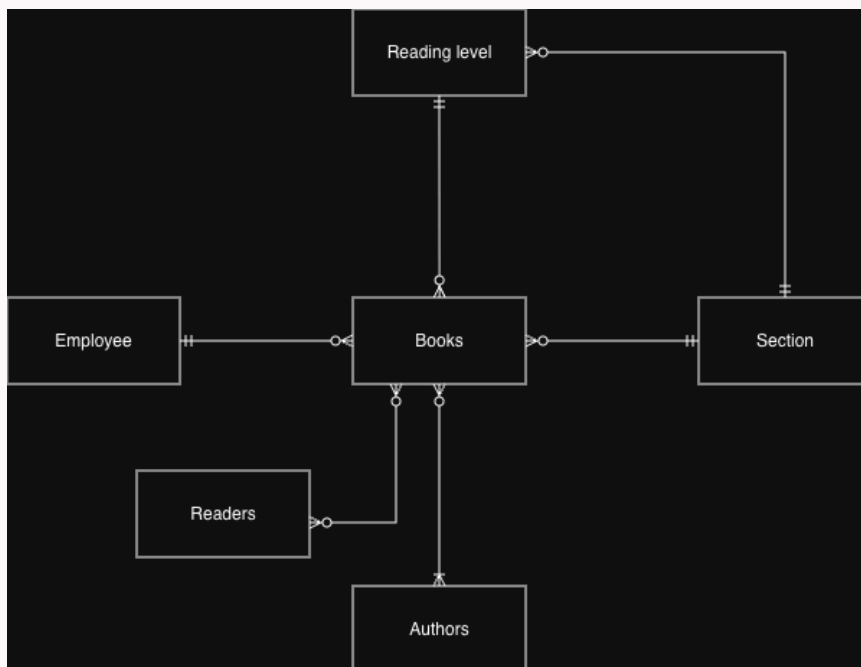 Reading level
Employee
Books
Section
Readers
Authors